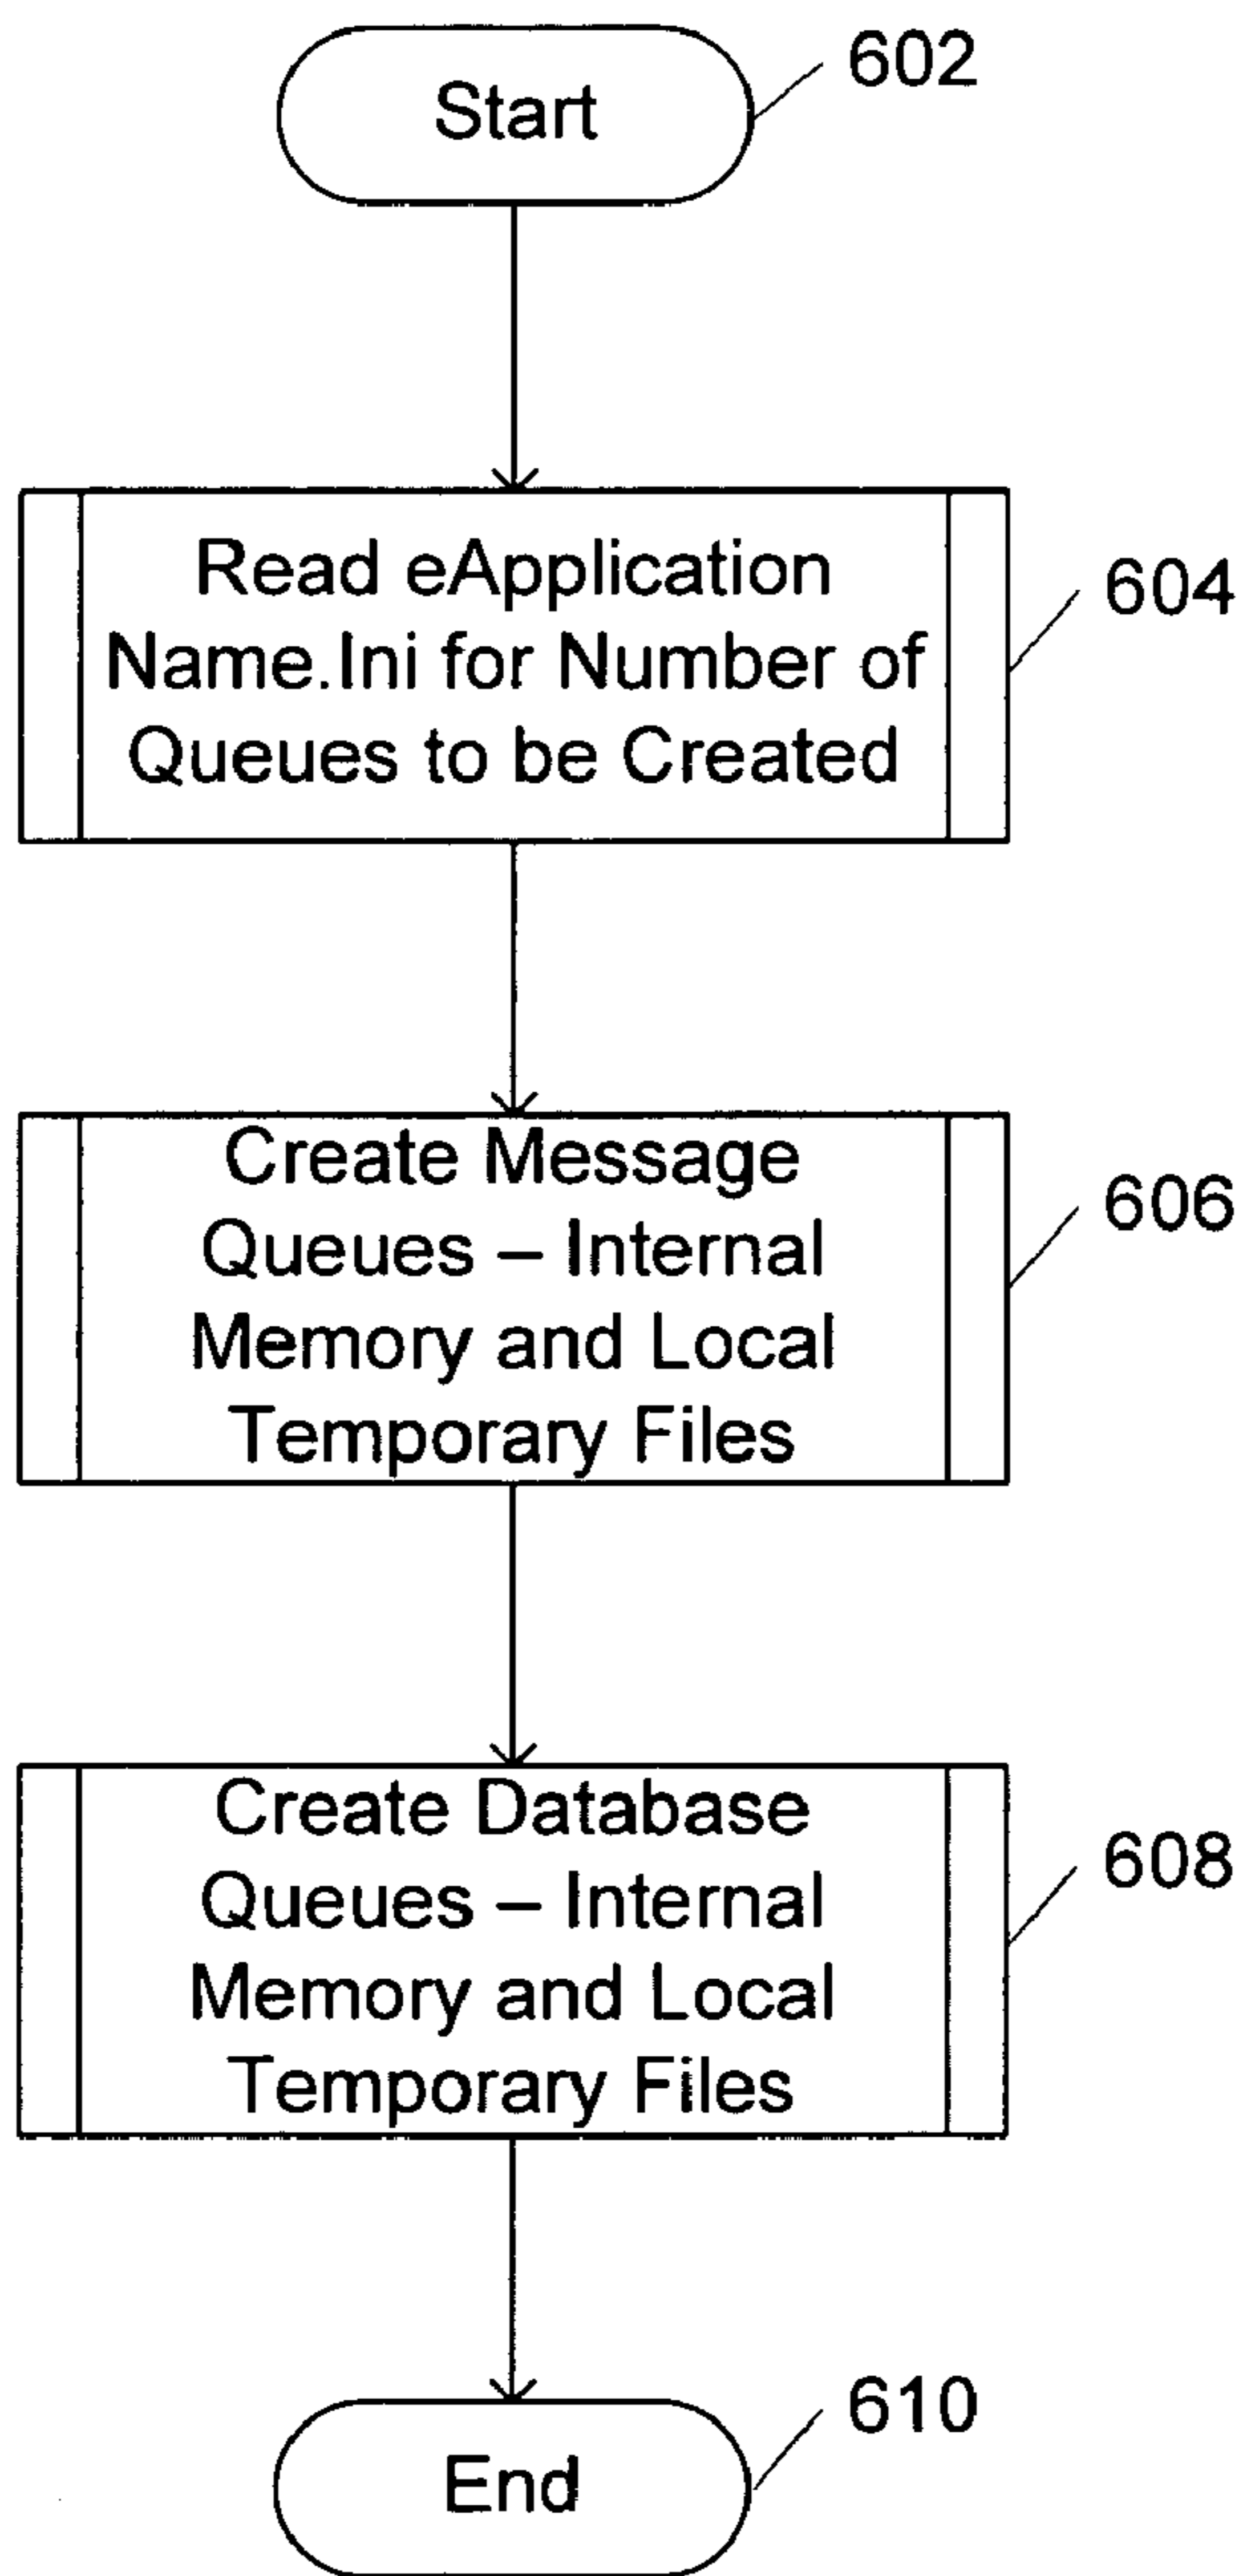 Start
602
Read eApplication
Name.Ini for Number of
Queues to be Created
604
Create Message
Queues – Internal
Memory and Local
Temporary Files
606
Create Database
Queues – Internal
Memory and Local
Temporary Files
608
End
610